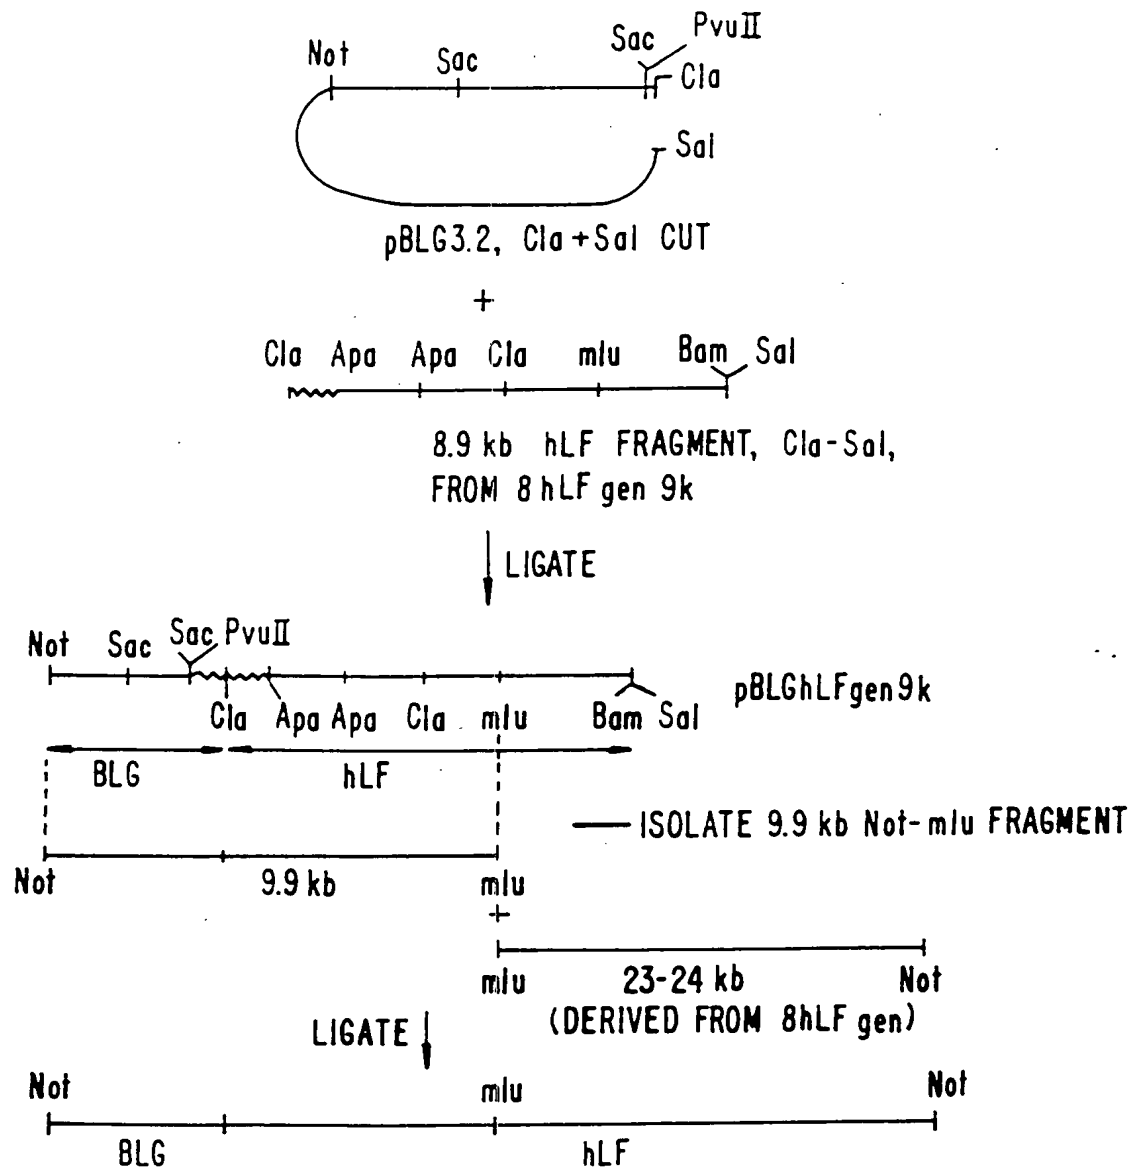 Not Sac Sac PvuII
Cla
Sal
pBLG3.2, Cla+Sal CUT
+
Cla Apa Apa Cla mlu Bam Sal
8.9 kb hLF FRAGMENT, Cla-Sal,
FROM 8hLF gen 9k
LIGATE
Not Sac Sac PvuII
pBLGhLFgen9k
Cla Apa Apa Cla mlu Bam Sal
BLG hLF
ISOLATE 9.9 kb Not-mlu FRAGMENT
Not 9.9 kb mlu
+
mlu 23-24 kb Not
(DERIVED FROM 8hLF gen)
LIGATE
Not mlu Not
BLG hLF